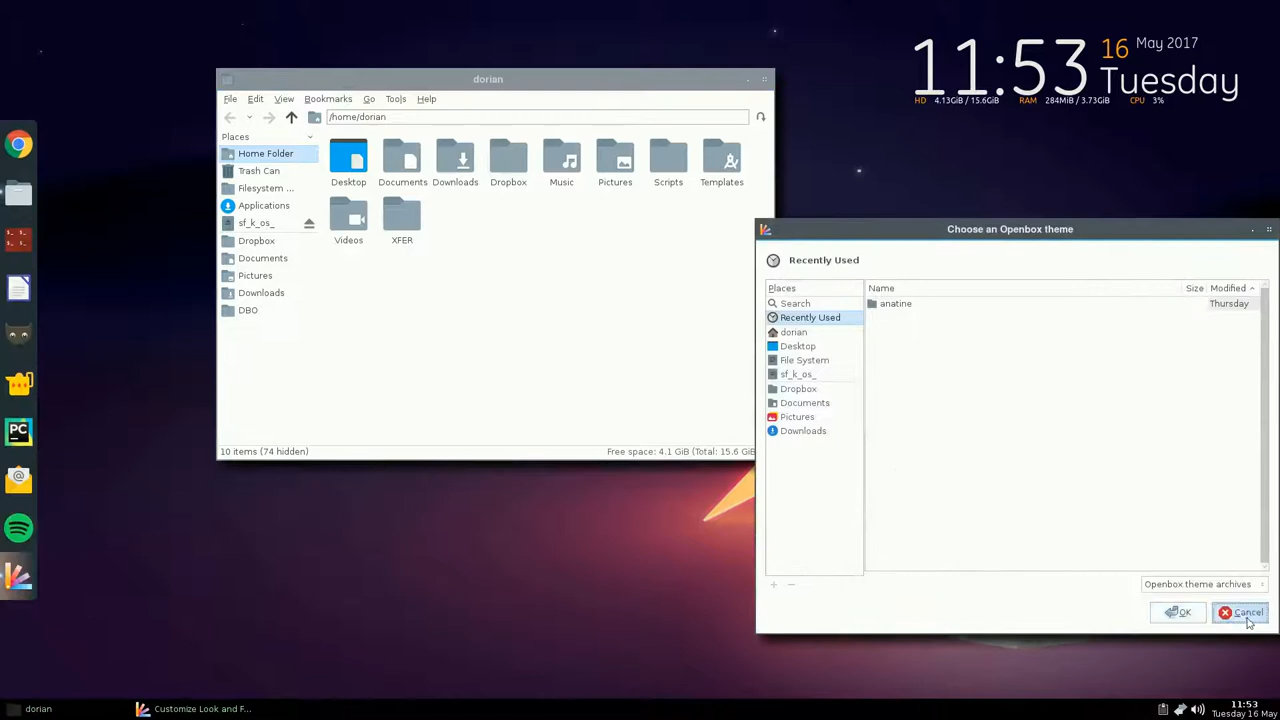 11:53
16 May 2017
Tuesday
HD 4.13GiB / 15.6GiB RAM 284MiB / 3.73GiB CPU 3%
dorian
File Edit View Bookmarks Go Tools Help
/home/dorian
Places
Home Folder
Trash Can
Filesystem ...
Applications
sf_k_os_
Dropbox
Documents
Pictures
Downloads
DBO
Desktop Documents Downloads Dropbox Music Pictures Scripts Templates
Videos XFER
10 items (74 hidden)
Free space: 4.1 GiB (Total: 15.6 GiB
Choose an Openbox theme
Recently Used
Places
Search
Recently Used
dorian
Desktop
File System
sf_k_os_
Dropbox
Documents
Pictures
Downloads
Name Size Modified
anatine Thursday
Openbox theme archives
OK Cancel
PC
dorian
Customize Look and F...
11:53
Tuesday 16 May